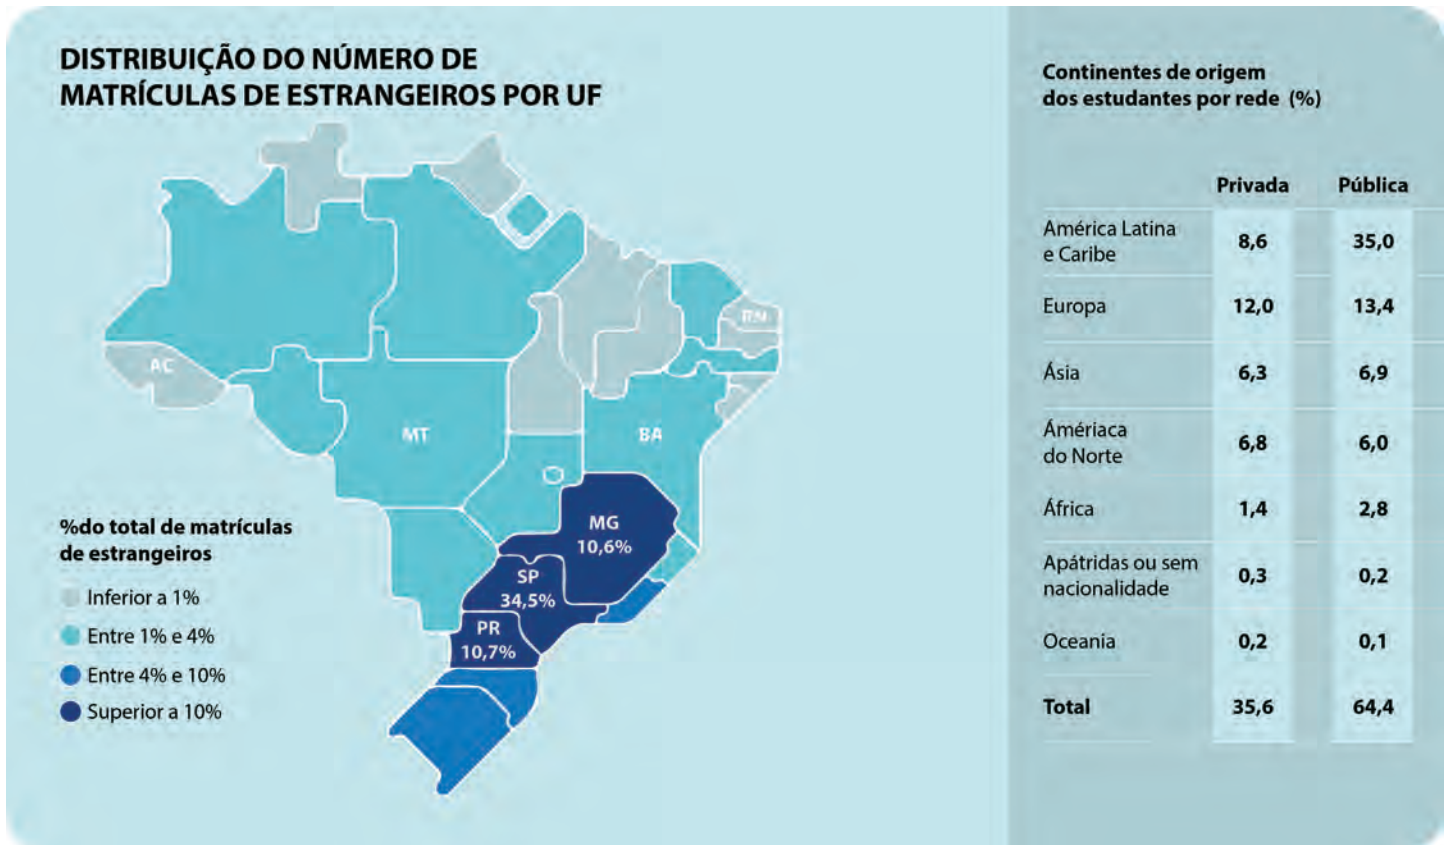 DISTRIBUIÇÃO DO NÚMERO DE
MATRÍCULAS DE ESTRANGEIROS POR UF
AC
RN
MT
BA
MG
10,6%
SP
34,5%
PR
10,7%
%do total de matrículas
de estrangeiros
Inferior a 1%
Entre 1% e 4%
Entre 4% e 10%
Superior a 10%
Continentes de origem
dos estudantes por rede (%)
Privada Pública
América Latina
e Caribe 8,6 35,0
Europa 12,0 13,4
Ásia 6,3 6,9
Ámériaca
do Norte 6,8 6,0
África 1,4 2,8
Apátridas ou sem
nacionalidade 0,3 0,2
Oceania 0,2 0,1
Total 35,6 64,4